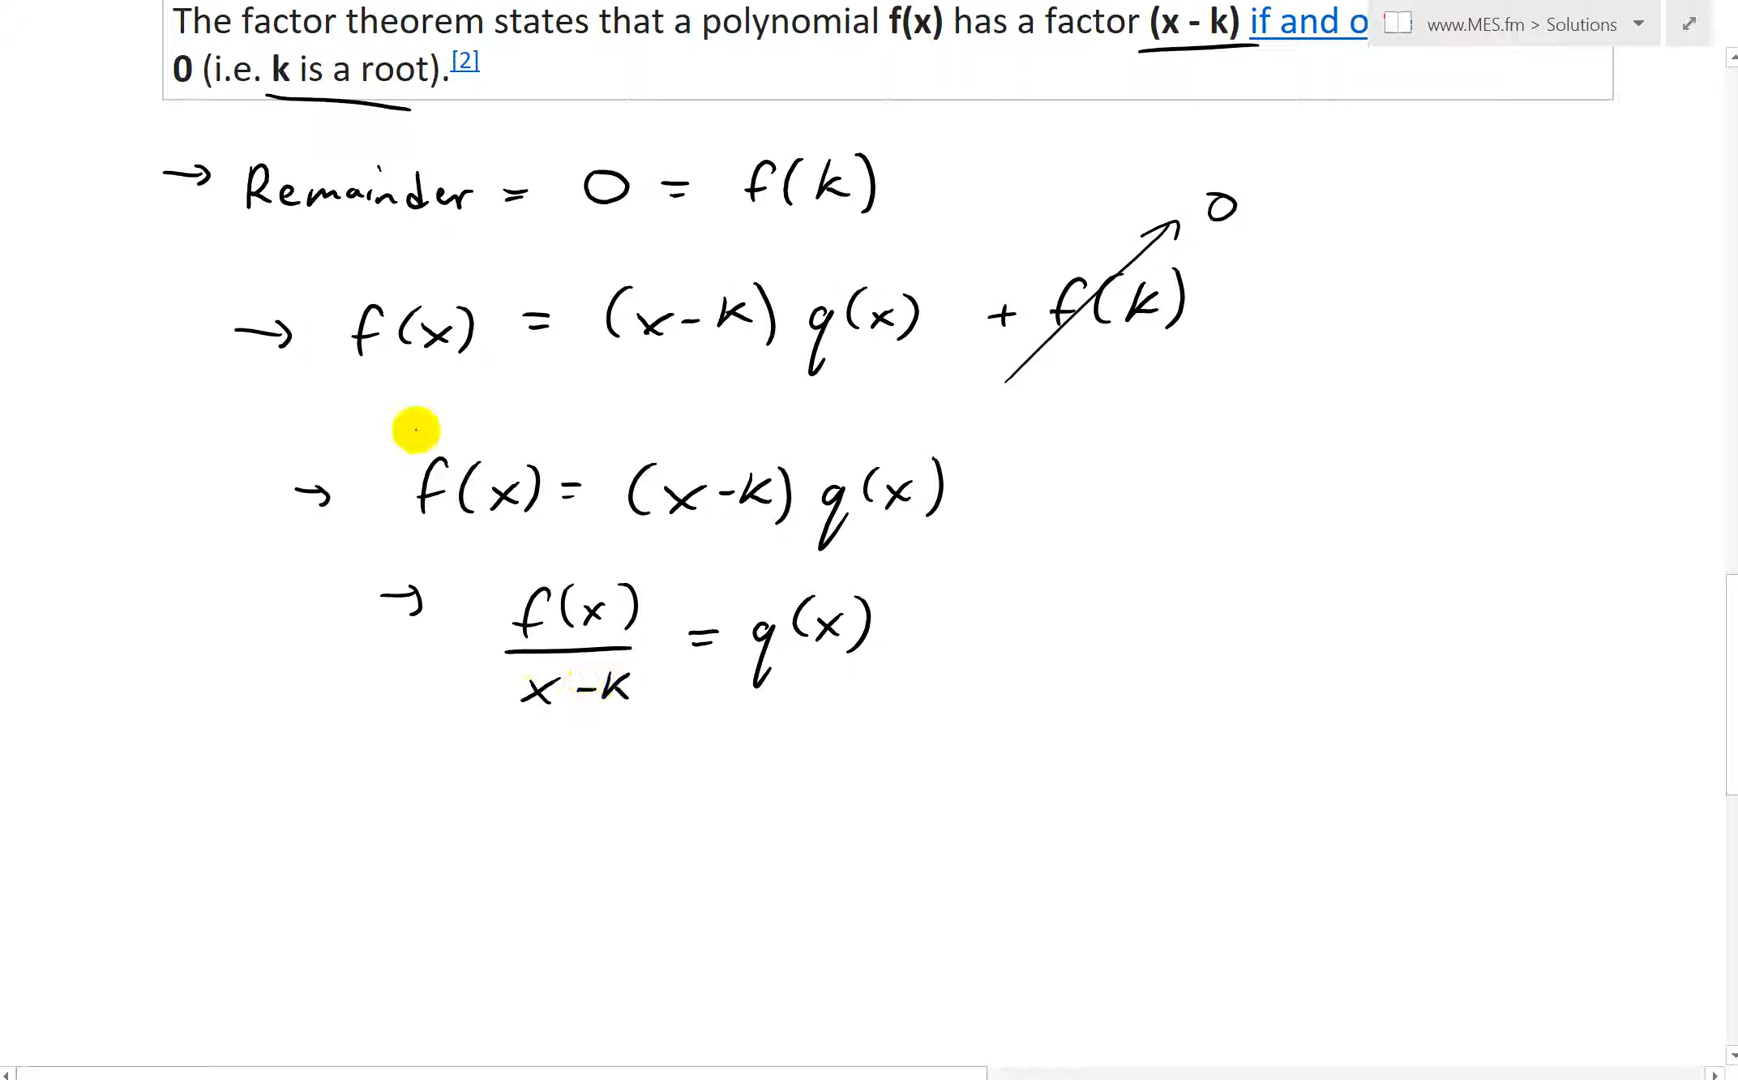 The factor theorem states that a polynomial f(x) has a factor (x - k) if and o
www.MES.fm > Solutions
0 (i.e. k is a root).[2]
→ Remainder = 0 = f(k)
0
→ f(x) = (x-k) q(x) + f(k)
→ f(x) = (x-k) q(x)
→ f(x)
x-k = q(x)